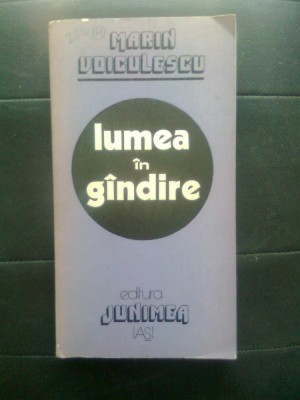 MARIN
VOICULESCU
lumea
în
gîndire
editura
JUNIMEA
IAŞI